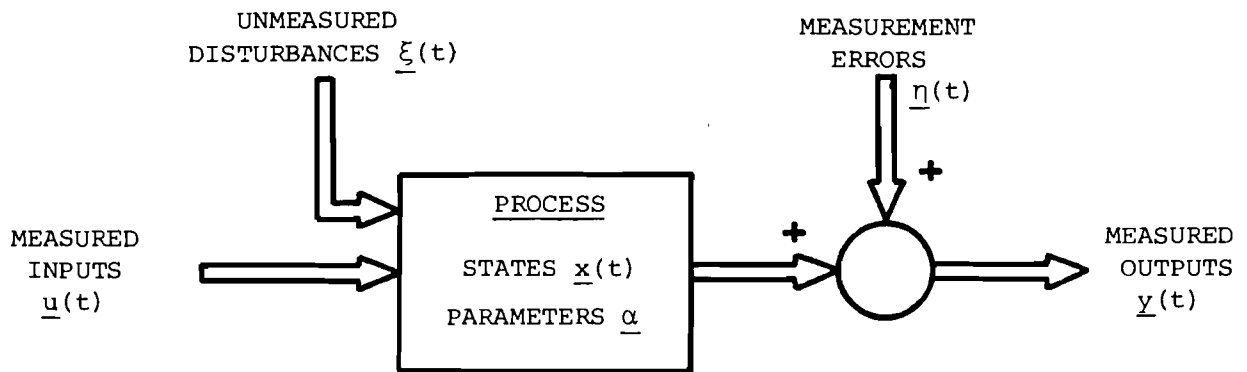 UNMEASURED
DISTURBANCES ξ(t)
MEASUREMENT
ERRORS
η(t)
+
PROCESS
MEASURED
INPUTS
u(t)
STATES x(t)
PARAMETERS α
+
MEASURED
OUTPUTS
y(t)